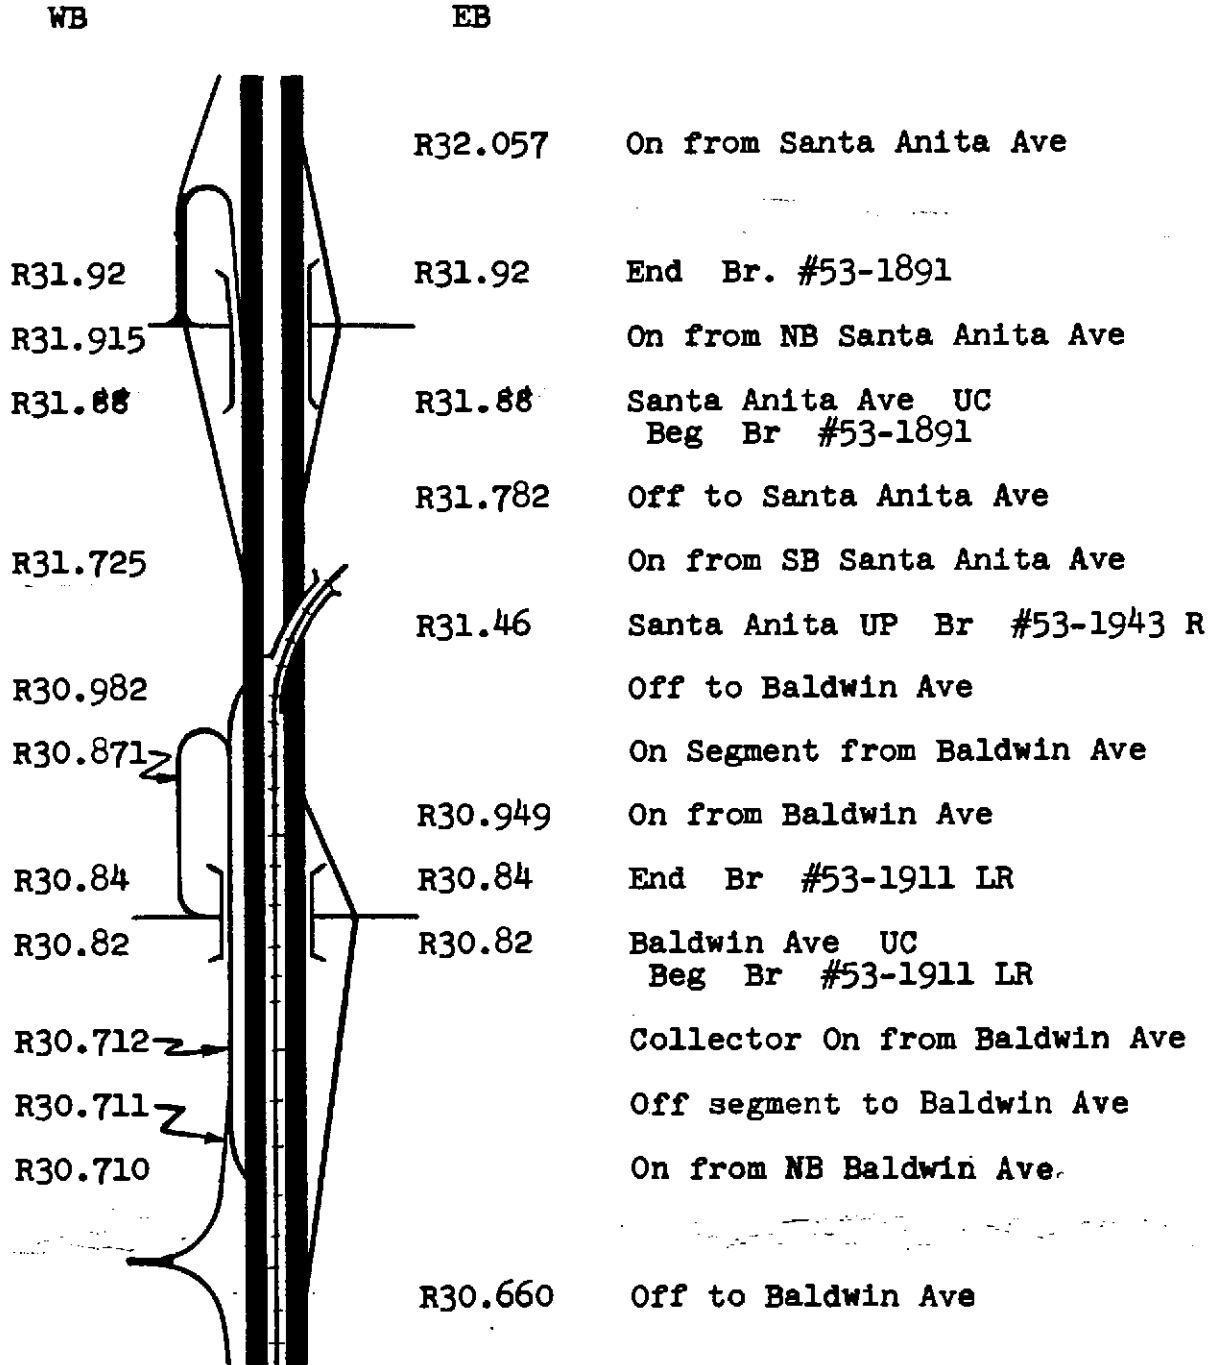 WB EB
R32.057 On from Santa Anita Ave
R31.92 R31.92 End Br. #53-1891
R31.915 On from NB Santa Anita Ave
R31.88 R31.88 Santa Anita Ave UC
Beg Br #53-1891
R31.782 Off to Santa Anita Ave
R31.725 On from SB Santa Anita Ave
R31.46 Santa Anita UP Br #53-1943 R
R30.982 Off to Baldwin Ave
R30.871 On Segment from Baldwin Ave
R30.949 On from Baldwin Ave
R30.84 R30.84 End Br #53-1911 LR
R30.82 R30.82 Baldwin Ave UC
Beg Br #53-1911 LR
R30.712 Collector On from Baldwin Ave
R30.711 Off segment to Baldwin Ave
R30.710 On from NB Baldwin Ave
R30.660 Off to Baldwin Ave